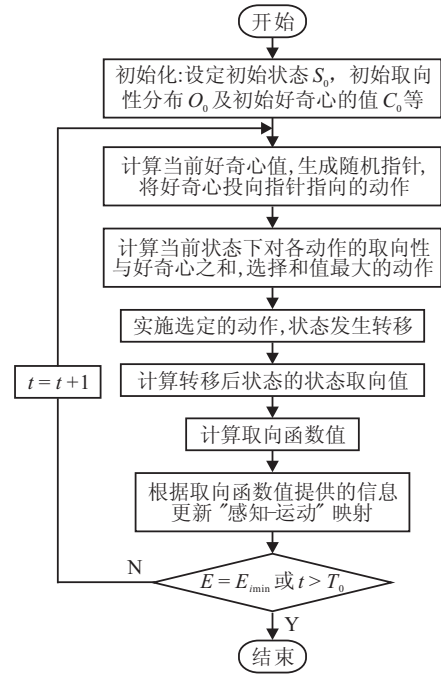 开始
初始化:设定初始状态 S₀, 初始取向
性分布 O₀ 及初始好奇心的值 C₀ 等
计算当前好奇心值,生成随机指针,
将好奇心投向指针指向的动作
计算当前状态下对各动作的取向性
与好奇心之和,选择和值最大的动作
实施选定的动作,状态发生转移
t = t+1
计算转移后状态的状态取向值
计算取向函数值
根据取向函数值提供的信息
更新 "感知-运动" 映射
N
E = E_{imin} 或 t > T₀
Y
结束